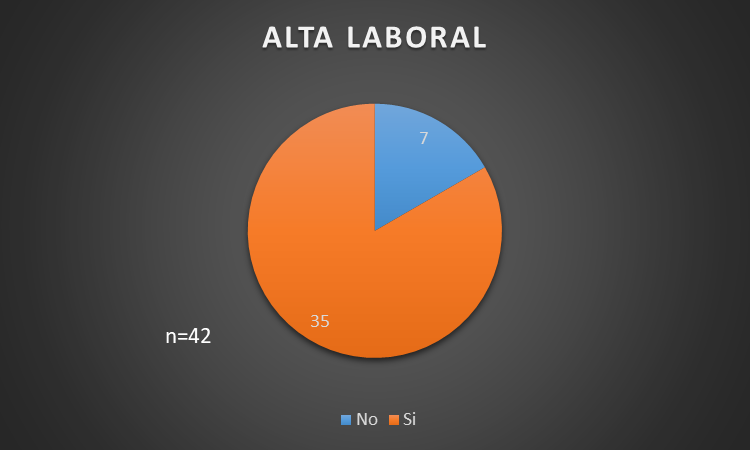 ALTA LABORAL
7
35
n=42
No Si